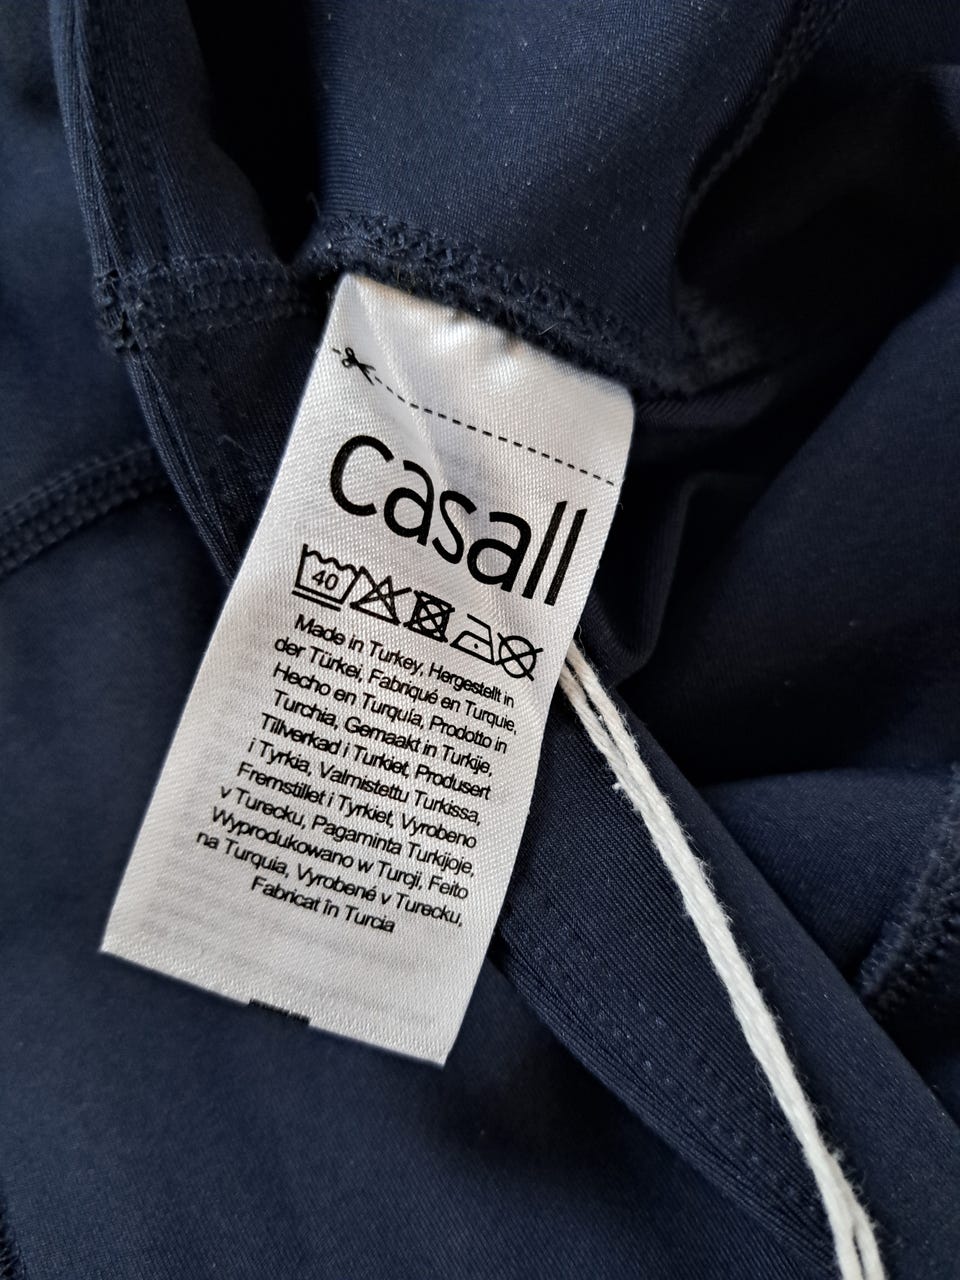 casall
40
Made in Turkey, Hergestellt in
der Türkei, Fabriqué en Turquie,
Hecho en Turquía, Prodotto in
Turchia, Gemaakt in Turkije,
Tillverkad i Turkiet, Produsert
i Tyrkia, Valmistettu Turkissa,
Fremstillet i Tyrkiet, Vyrobeno
v Turecku, Pagaminta Turkijoje,
Wyprodukowano w Turcji, Feito
na Turquia, Vyrobené v Turecku,
Fabricat în Turcia